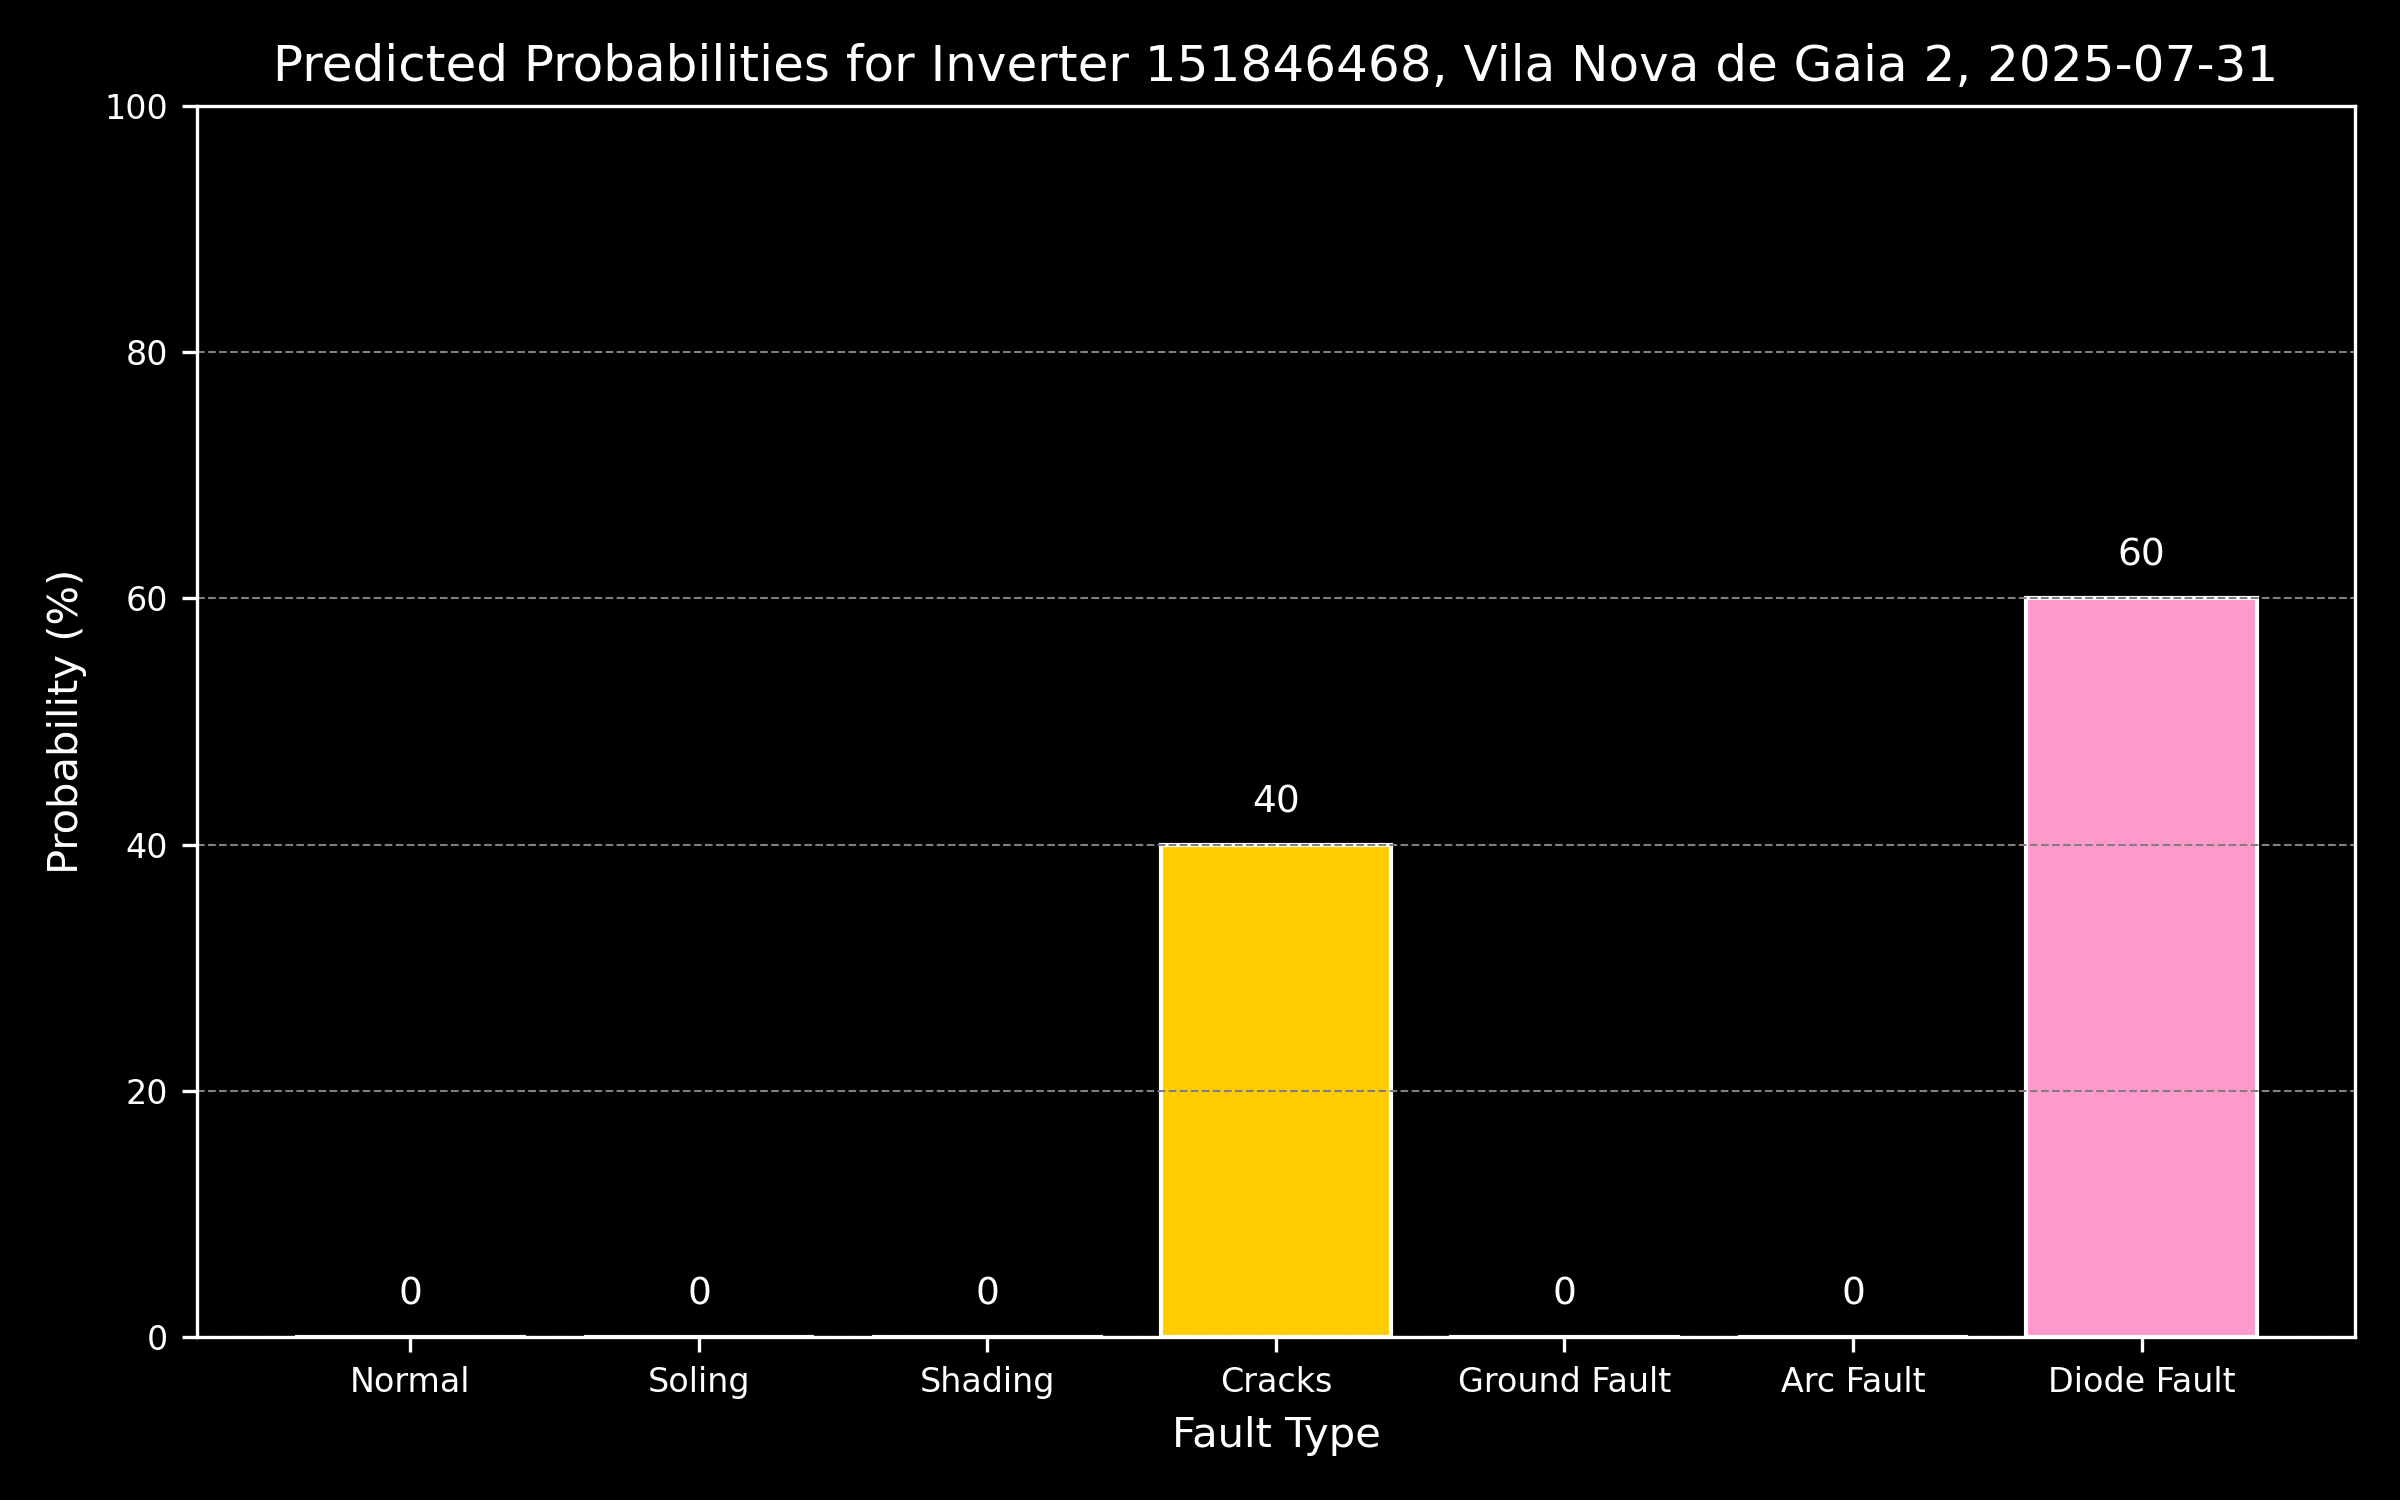 Predicted Probabilities for Inverter 151846468, Vila Nova de Gaia 2, 2025-07-31
100
80
60
40
20
0
Probability (%)
0
0
0
40
0
0
60
Normal
Soling
Shading
Cracks
Ground Fault
Arc Fault
Diode Fault
Fault Type